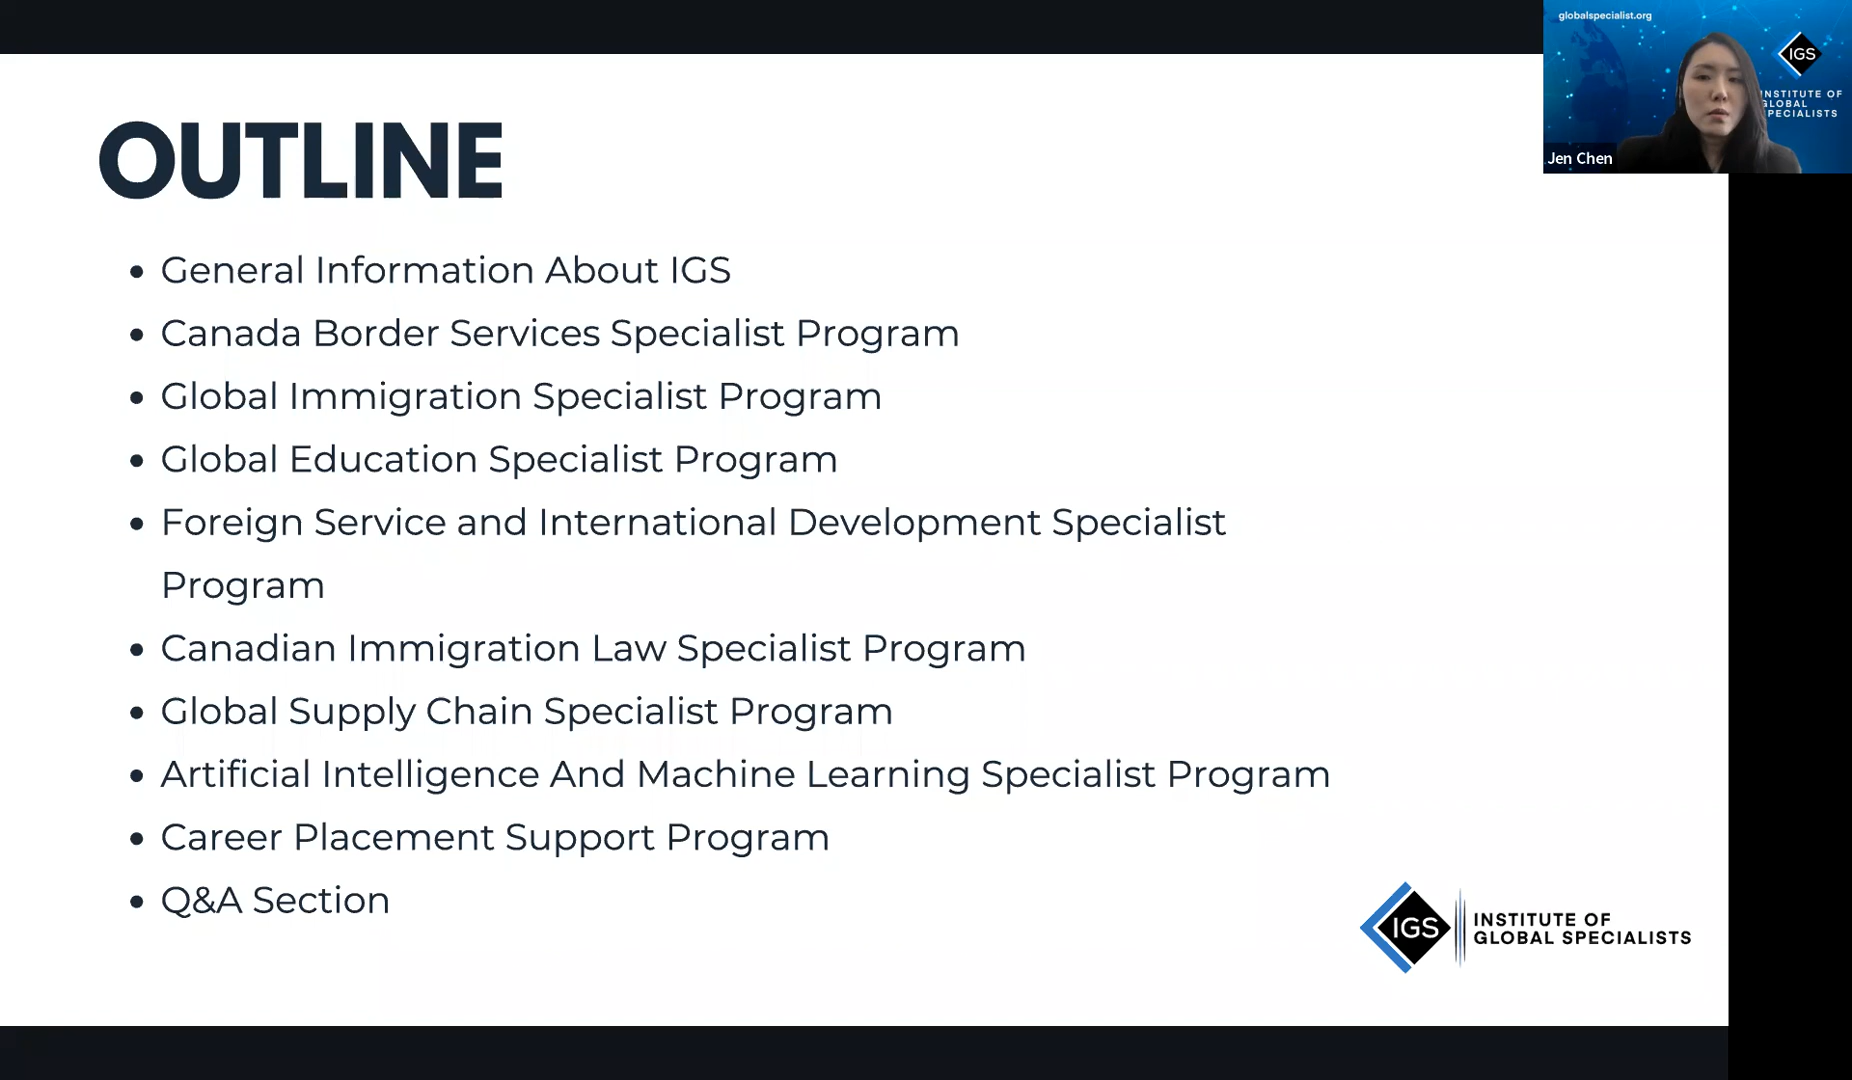 OUTLINE
• General Information About IGS
• Canada Border Services Specialist Program
• Global Immigration Specialist Program
• Global Education Specialist Program
• Foreign Service and International Development Specialist
Program
• Canadian Immigration Law Specialist Program
• Global Supply Chain Specialist Program
• Artificial Intelligence And Machine Learning Specialist Program
• Career Placement Support Program
• Q&A Section
IGS
INSTITUTE OF
GLOBAL SPECIALISTS
globalspecialist.org
IGS
INSTITUTE OF
GLOBAL
SPECIALISTS
Jen Chen